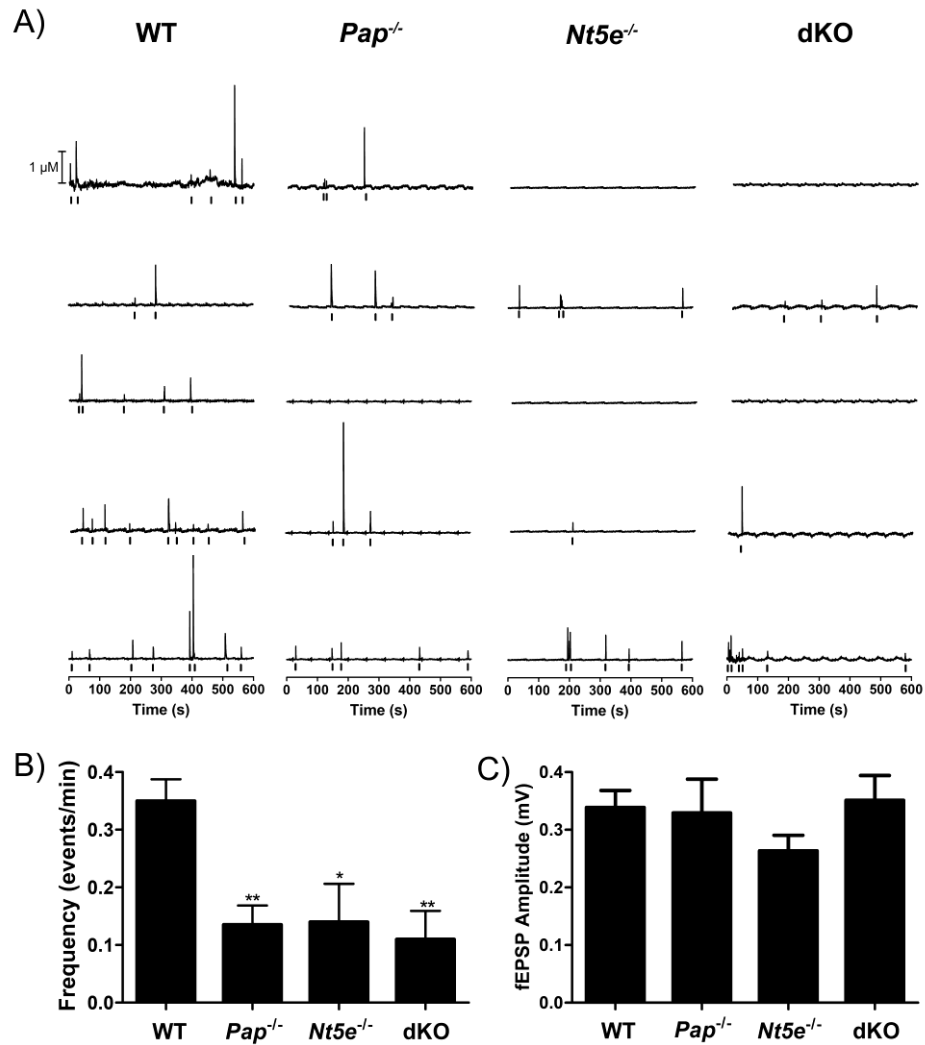 A)
WT
Pap-/-
Nt5e-/-
dKO
1 µM
0 100 200 300 400 500 600
0 100 200 300 400 500 600
0 100 200 300 400 500 600
0 100 200 300 400 500 600
Time (s)
Time (s)
Time (s)
Time (s)
B)
Frequency (events/min)
0.4
0.3
0.2
0.1
0.0
**
*
**
WT
Pap-/-
Nt5e-/-
dKO
C)
fEPSP Amplitude (mV)
0.4
0.3
0.2
0.1
0.0
WT
Pap-/-
Nt5e-/-
dKO